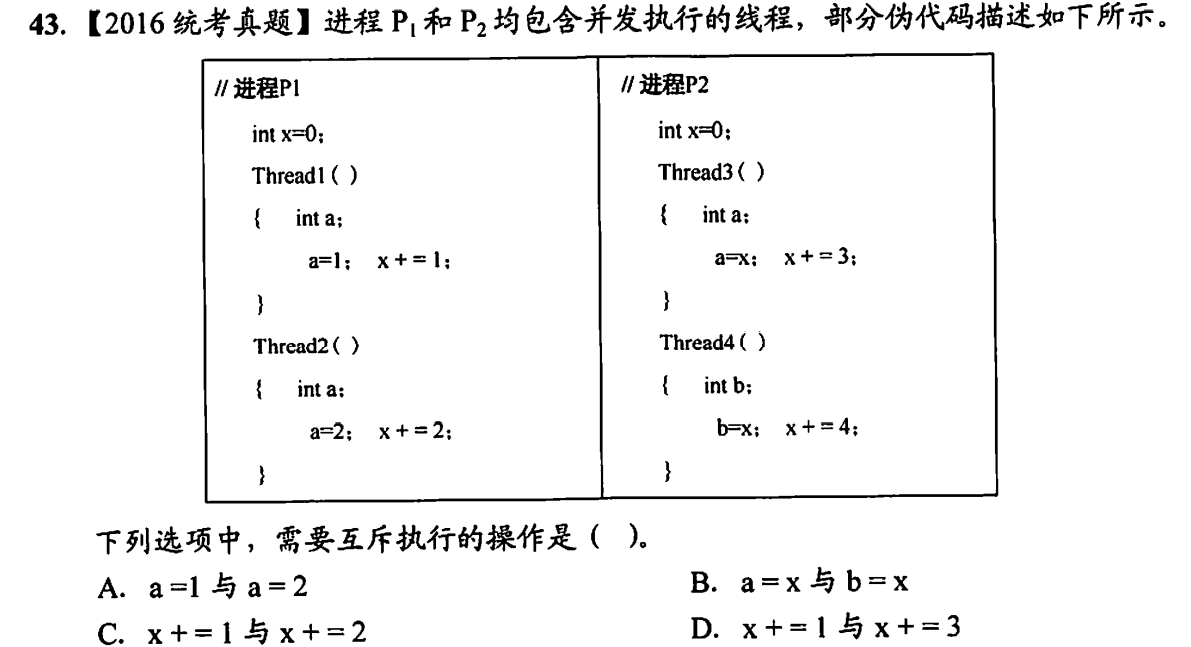 43.【2016 统考真题】进程 P₁ 和 P₂ 均包含并发执行的线程，部分伪代码描述如下所示。
// 进程P1
int x=0;
Thread1 ( )
{ int a;
a=1; x + = 1;
}
Thread2 ( )
{ int a;
a=2; x + = 2;
}
// 进程P2
int x=0;
Thread3 ( )
{ int a;
a=x; x + = 3;
}
Thread4 ( )
{ int b;
b=x; x + = 4;
}
下列选项中，需要互斥执行的操作是（ ）。
A. a =1 与 a = 2
B. a = x 与 b = x
C. x + = 1 与 x + = 2
D. x + = 1 与 x + = 3